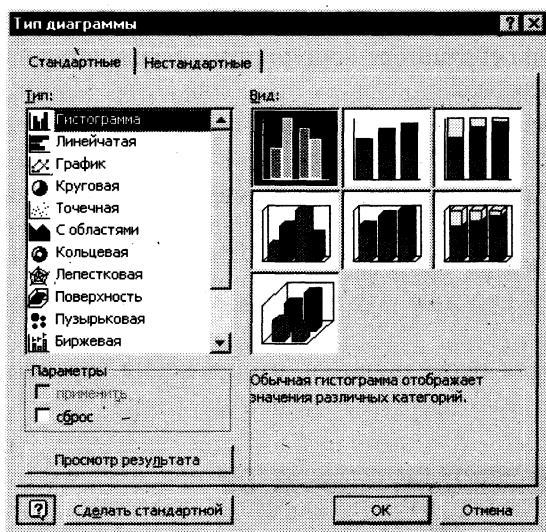 Тип диаграммы
Стандартные Нестандартные
Тип:
Вид:
Гистограмма
Линейчатая
График
Круговая
Точечная
С областями
Кольцевая
Лепестковая
Поверхность
Пузырьковая
Биржевая
Параметры
применить
сброс
Обычная гистограмма отображает
значения различных категорий.
Просмотр результата
Сделать стандартной
ОК
Отмена